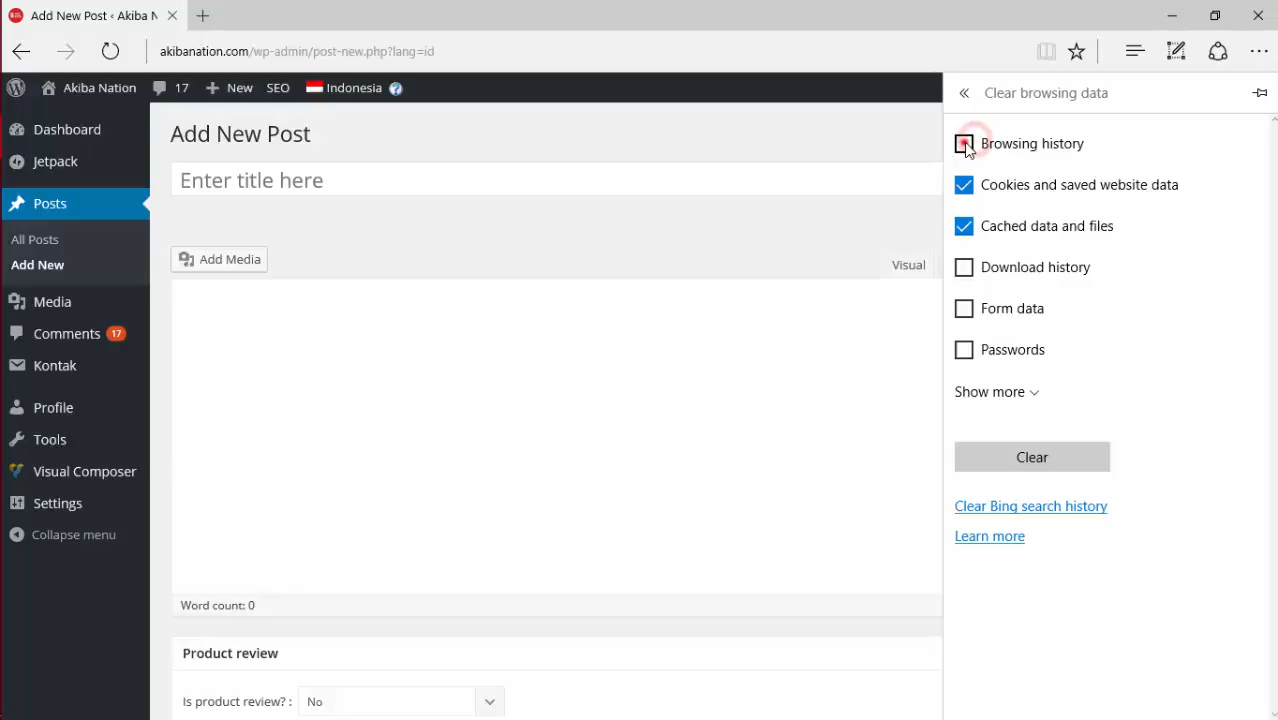 Add New Post ‹ Akiba N
akibanation.com/wp-admin/post-new.php?lang=id
Akiba Nation 17 New SEO Indonesia ?
Dashboard
Jetpack
Posts
All Posts
Add New
Media
Comments 17
Kontak
Profile
Tools
Visual Composer
Settings
Collapse menu
Add New Post
Enter title here
Add Media
Visual
Word count: 0
Product review
Is product review? : No
Clear browsing data
Browsing history
Cookies and saved website data
Cached data and files
Download history
Form data
Passwords
Show more
Clear
Clear Bing search history
Learn more